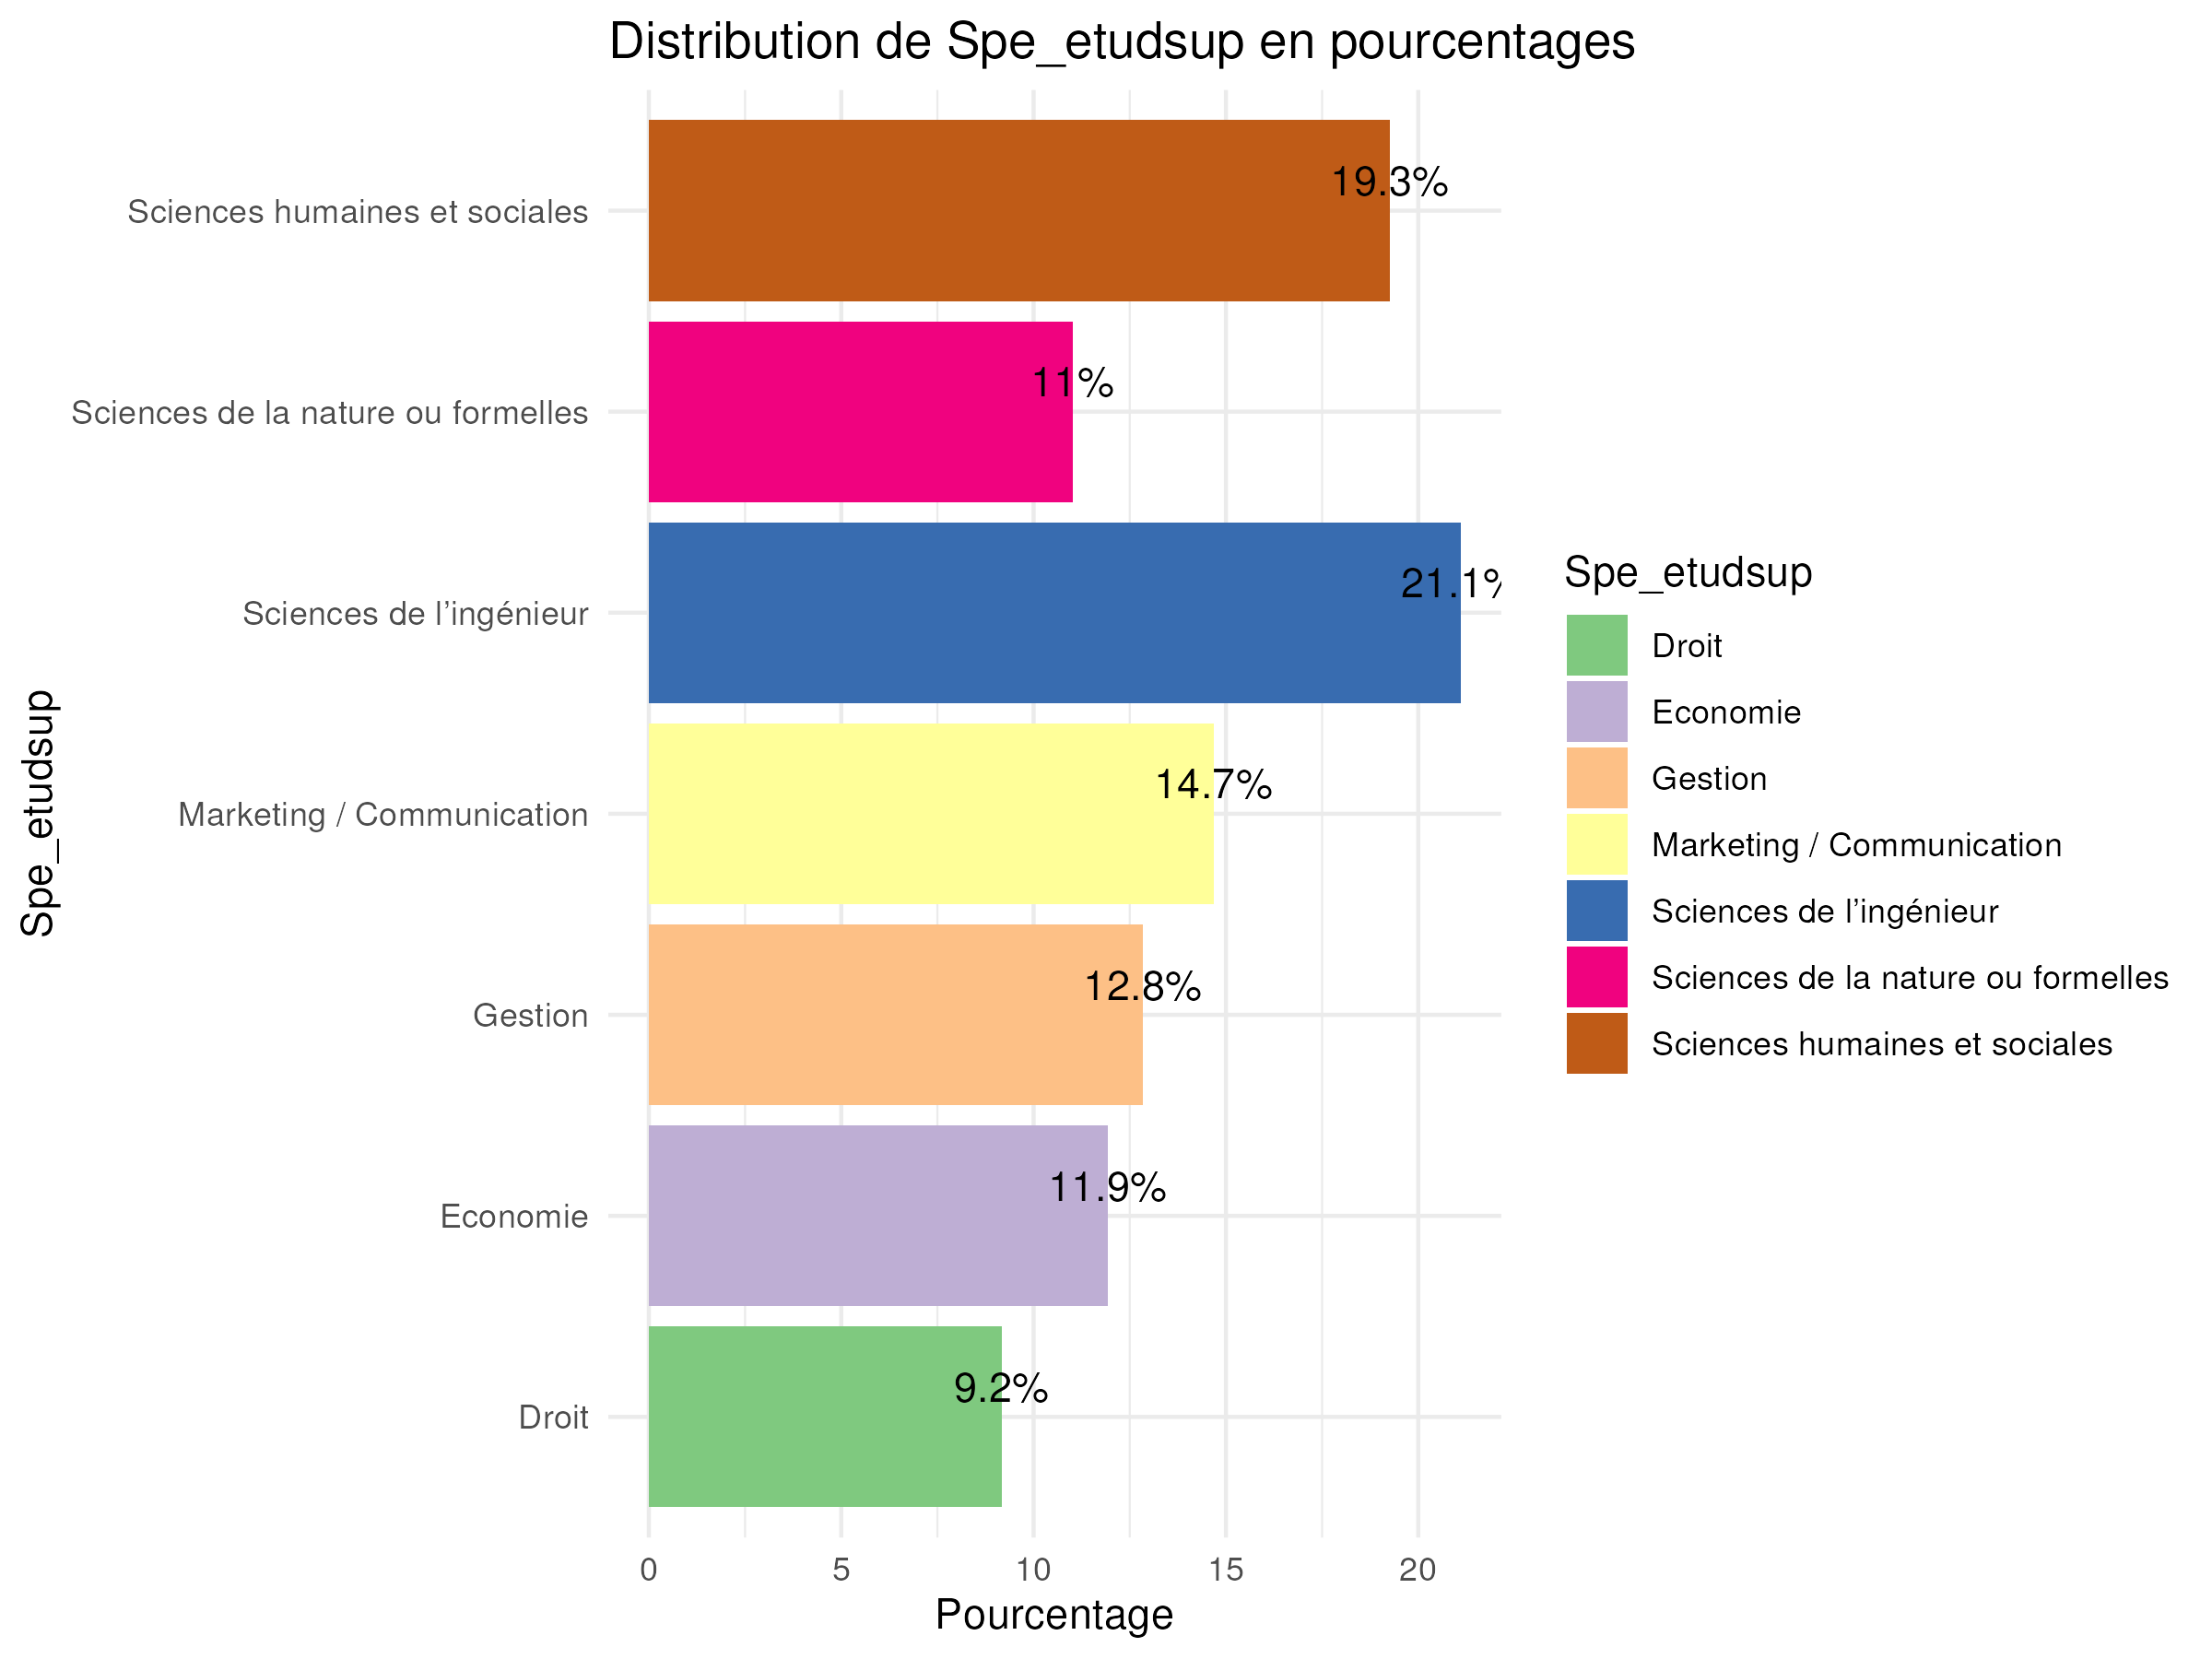 Distribution de Spe_etudsup en pourcentages
Sciences humaines et sociales
19.3%
Sciences de la nature ou formelles
11%
Sciences de l’ingénieur
21.1%
Marketing / Communication
14.7%
Gestion
12.8%
Economie
11.9%
Droit
9.2%
Spe_etudsup
0 5 10 15 20
Pourcentage
Spe_etudsup
Droit
Economie
Gestion
Marketing / Communication
Sciences de l’ingénieur
Sciences de la nature ou formelles
Sciences humaines et sociales